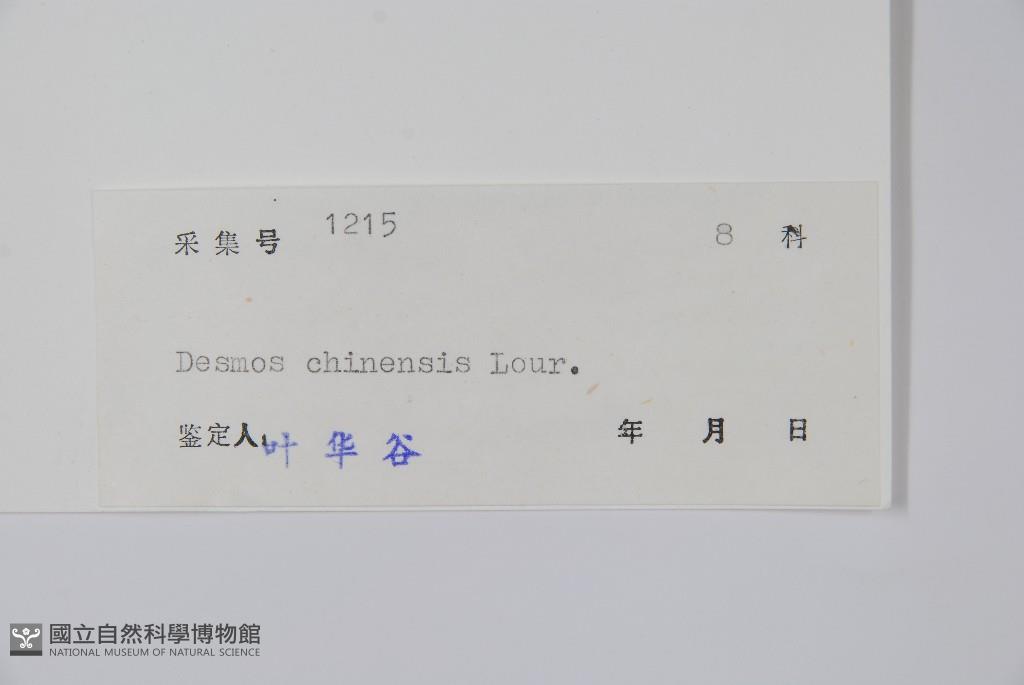 采集号 1215 8 科
Desmos chinensis Lour.
鉴定人: 叶华谷 年 月 日
國立自然科學博物館
NATIONAL MUSEUM OF NATURAL SCIENCE